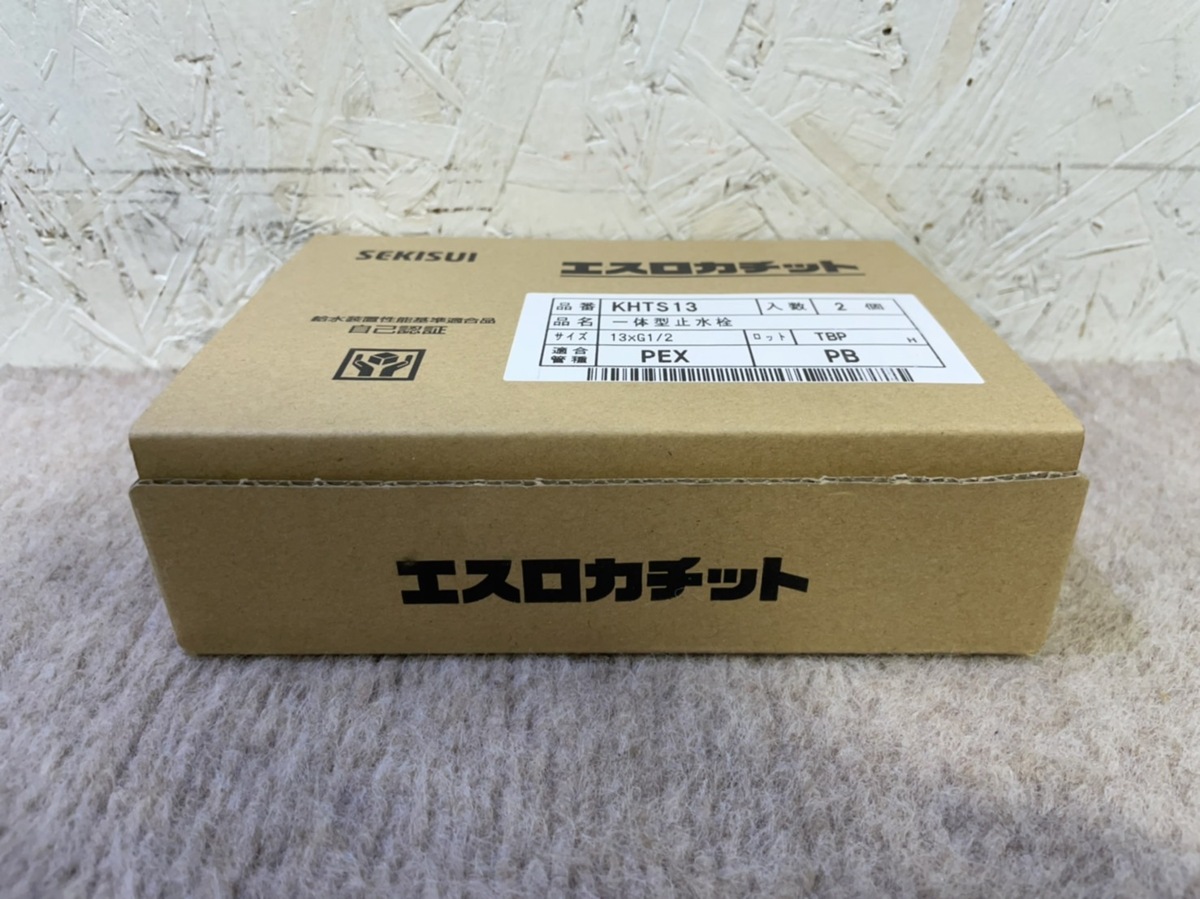 SEKISUI
エスロカチット
給水装置性能基準適合品
自己認証
品番 KHTS13 入数 2 個
品名 一体型止水栓
サイズ 13xG1/2 ロット TBP H
適合管種 PEX PB
エスロカチット